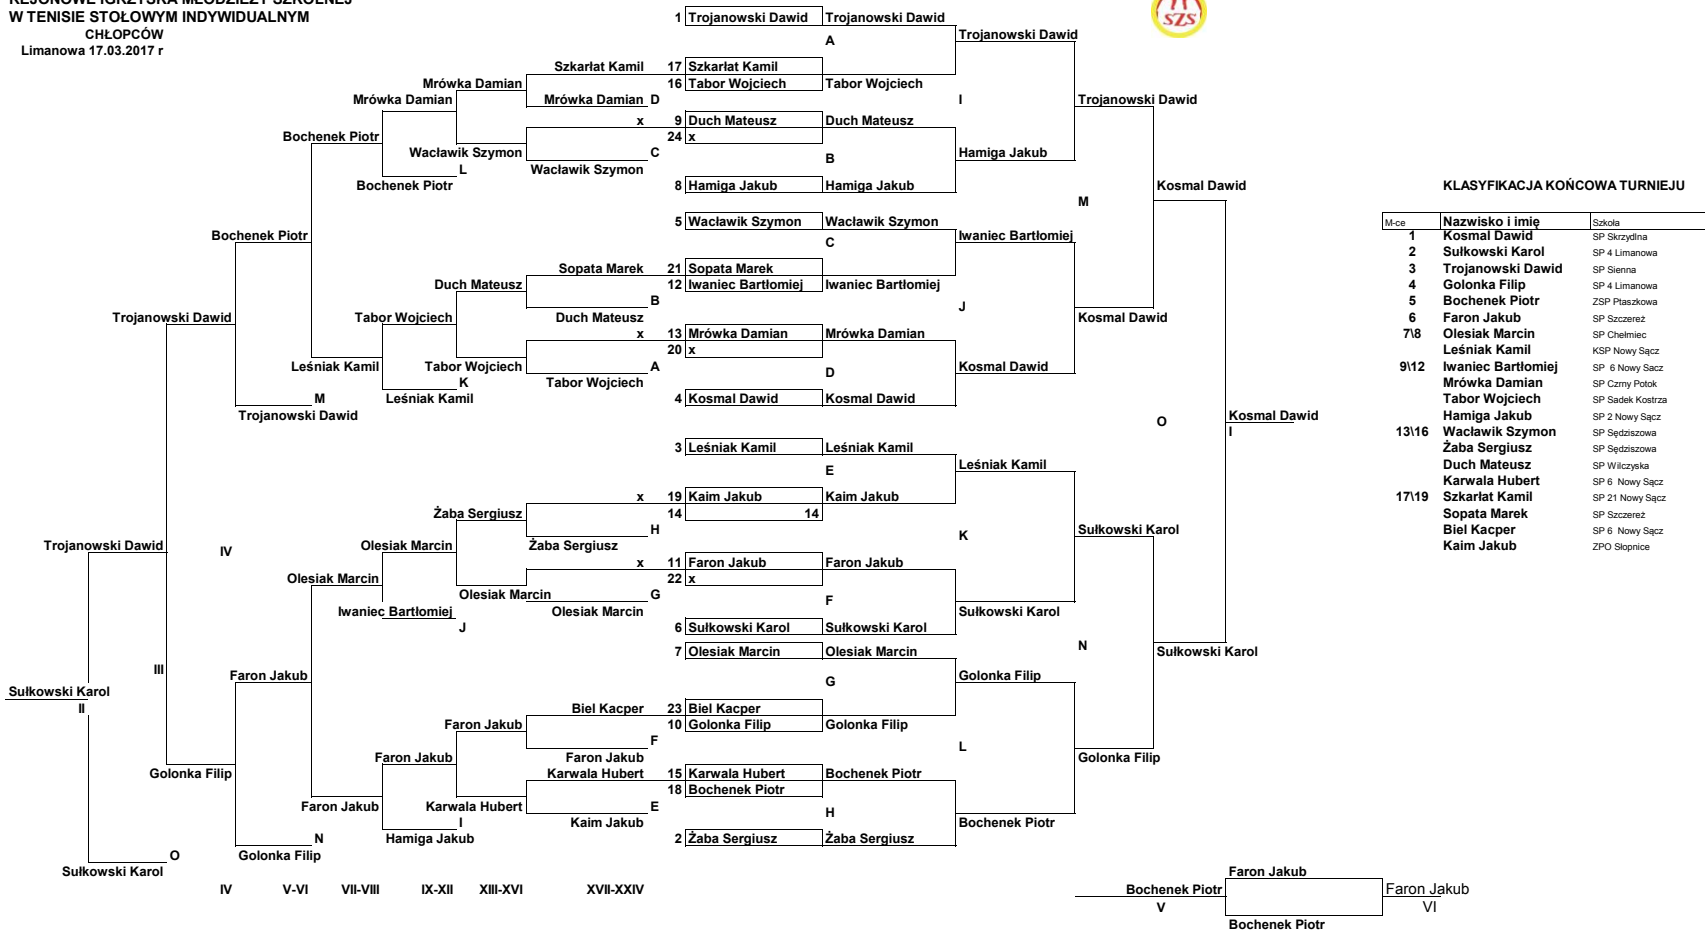 REJONOWE IGRZYSKA MŁODZIEŻY SZKOLNEJ
W TENISIE STOŁOWYM INDYWIDUALNYM
CHŁOPCÓW
Limanowa 17.03.2017 r
SZS
1 Trojanowski Dawid Trojanowski Dawid
A
Trojanowski Dawid
Szkarłat Kamil 17 Szkarłat Kamil
Mrówka Damian 16 Tabor Wojciech Tabor Wojciech
Mrówka Damian Mrówka Damian D I Trojanowski Dawid
x 9 Duch Mateusz Duch Mateusz
Bochenek Piotr 24 x
Wacławik Szymon C B Hamiga Jakub
L Wacławik Szymon
Bochenek Piotr 8 Hamiga Jakub Hamiga Jakub Kosmal Dawid
M
5 Wacławik Szymon Wacławik Szymon
Bochenek Piotr C Iwaniec Bartłomiej
Sopata Marek 21 Sopata Marek
Duch Mateusz 12 Iwaniec Bartłomiej Iwaniec Bartłomiej
B J
Trojanowski Dawid Tabor Wojciech Duch Mateusz Kosmal Dawid
x 13 Mrówka Damian Mrówka Damian
20 x
Leśniak Kamil Tabor Wojciech A D Kosmal Dawid
K Tabor Wojciech
M Leśniak Kamil 4 Kosmal Dawid Kosmal Dawid
Trojanowski Dawid O Kosmal Dawid
I
3 Leśniak Kamil Leśniak Kamil
E Leśniak Kamil
x 19 Kaim Jakub Kaim Jakub
Żaba Sergiusz 14 14
H K Sułkowski Karol
Trojanowski Dawid IV Olesiak Marcin Żaba Sergiusz
x 11 Faron Jakub Faron Jakub
Olesiak Marcin 22 x
Olesiak Marcin G F
Iwaniec Bartłomiej Olesiak Marcin Sułkowski Karol
J 6 Sułkowski Karol Sułkowski Karol
N
7 Olesiak Marcin Olesiak Marcin Sułkowski Karol
III Faron Jakub G Golonka Filip
Sułkowski Karol
II Biel Kacper 23 Biel Kacper
Faron Jakub 10 Golonka Filip Golonka Filip
F L
Faron Jakub Faron Jakub Golonka Filip
Golonka Filip Karwala Hubert 15 Karwala Hubert Bochenek Piotr
18 Bochenek Piotr
Faron Jakub Karwala Hubert E H
I Kaim Jakub Bochenek Piotr
N Hamiga Jakub 2 Żaba Sergiusz Żaba Sergiusz
O Golonka Filip
Sułkowski Karol
IV V-VI VII-VIII IX-XII XIII-XVI XVII-XXIV
Faron Jakub
Bochenek Piotr Faron Jakub
V VI
Bochenek Piotr
KLASYFIKACJA KOŃCOWA TURNIEJU
M-ce Nazwisko i imię Szkoła
1 Kosmal Dawid SP Skrzydlna
2 Sułkowski Karol SP 4 Limanowa
3 Trojanowski Dawid SP Sienna
4 Golonka Filip SP 4 Limanowa
5 Bochenek Piotr ZSP Ptaszkowa
6 Faron Jakub SP Szczereż
7\8 Olesiak Marcin SP Chełmiec
Leśniak Kamil KSP Nowy Sącz
9\12 Iwaniec Bartłomiej SP 6 Nowy Sacz
Mrówka Damian SP Czrny Potok
Tabor Wojciech SP Sadek Kostrza
Hamiga Jakub SP 2 Nowy Sącz
13\16 Wacławik Szymon SP Sędziszowa
Żaba Sergiusz SP Sędziszowa
Duch Mateusz SP Wilczyska
Karwala Hubert SP 6 Nowy Sącz
17\19 Szkarłat Kamil SP 21 Nowy Sącz
Sopata Marek SP Szczereż
Biel Kacper SP 6 Nowy Sącz
Kaim Jakub ZPO Słopnice